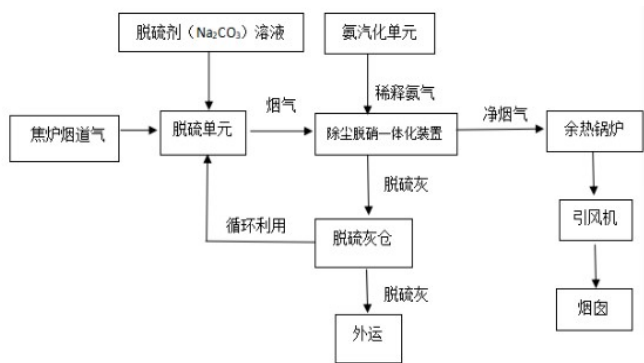 脱硫剂（Na₂CO₃）溶液
氨汽化单元
稀释氨气
烟气
净烟气
焦炉烟道气
脱硫单元
除尘脱硝一体化装置
余热锅炉
脱硫灰
循环利用
脱硫灰仓
引风机
脱硫灰
烟囱
外运